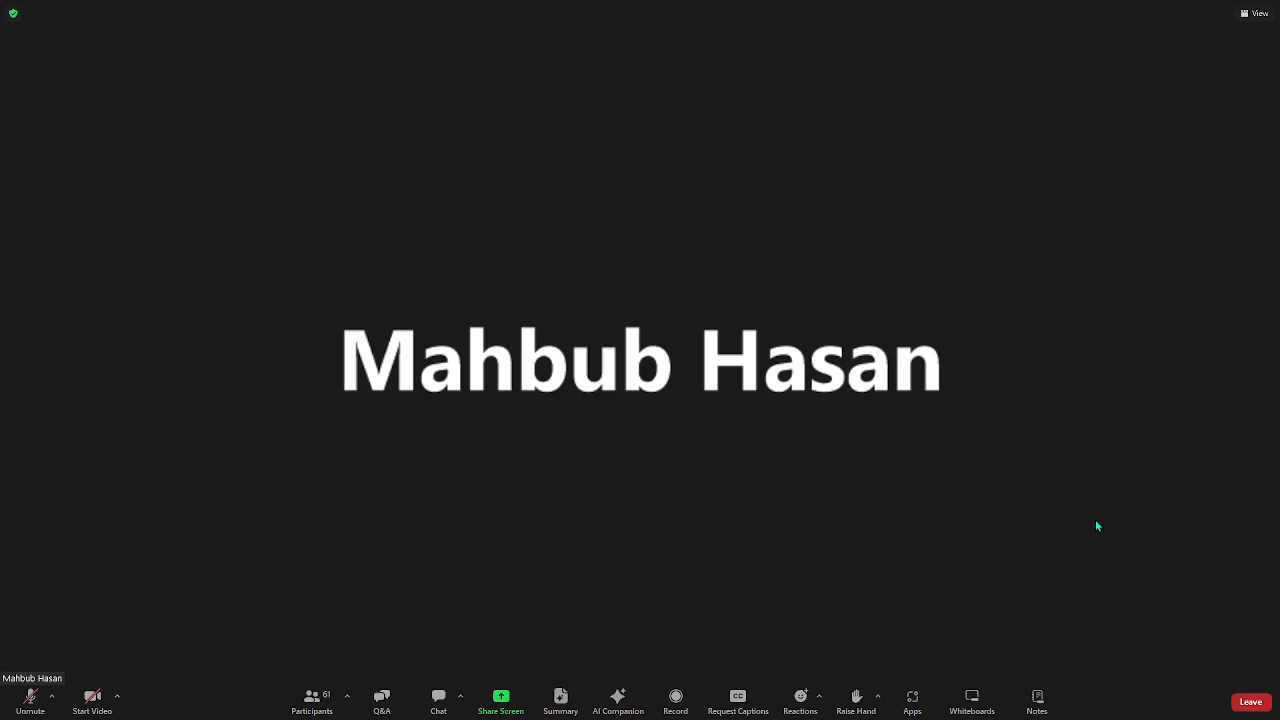 View
Mahbub Hasan
Mahbub Hasan
Unmute
Start Video
Participants 61
Q&A
Chat
Share Screen
Summary
AI Companion
Record
CC
Request Captions
Reactions
Raise Hand
Apps
Whiteboards
Notes
Leave